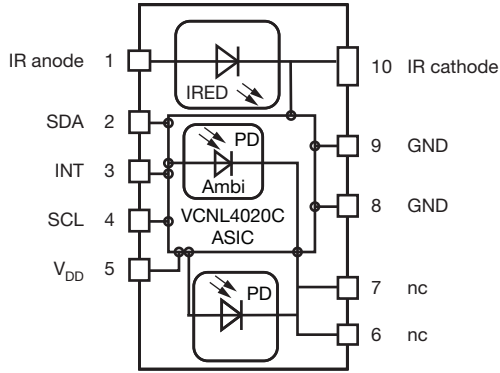 IR anode 1
10 IR cathode
IRED
SDA 2
PD
9 GND
INT 3
Ambi
SCL 4
VCNL4020C
8 GND
ASIC
VDD 5
7 nc
PD
6 nc